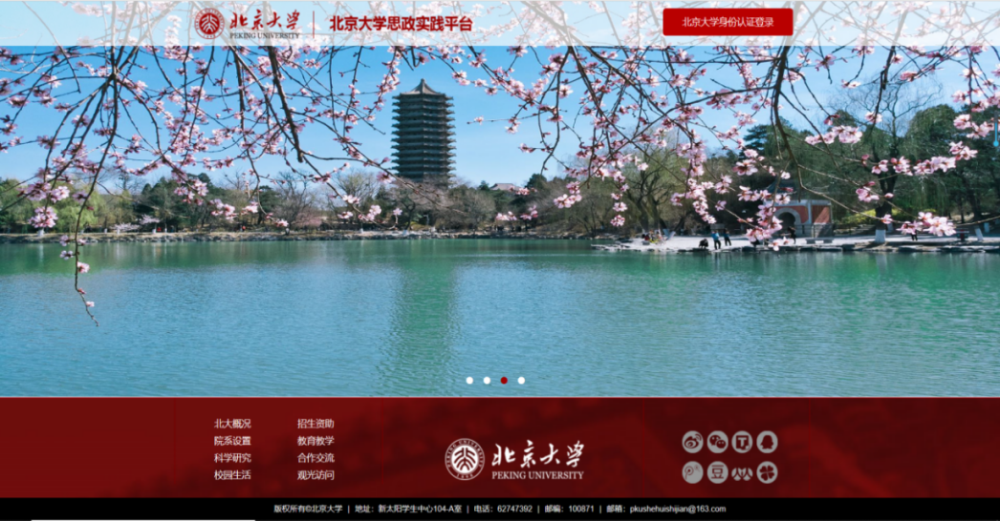 北京大学
PEKING UNIVERSITY
北京大学思政实践平台
北京大学身份认证登录
北大概况 招生资助
院系设置 教育教学
科学研究 合作交流
校园生活 观光访问
北京大学
PEKING UNIVERSITY
版权所有©北京大学 | 地址：新太阳学生中心104-A室 | 电话：62747392 | 邮编：100871 | 邮箱：pkushehuishijian@163.com